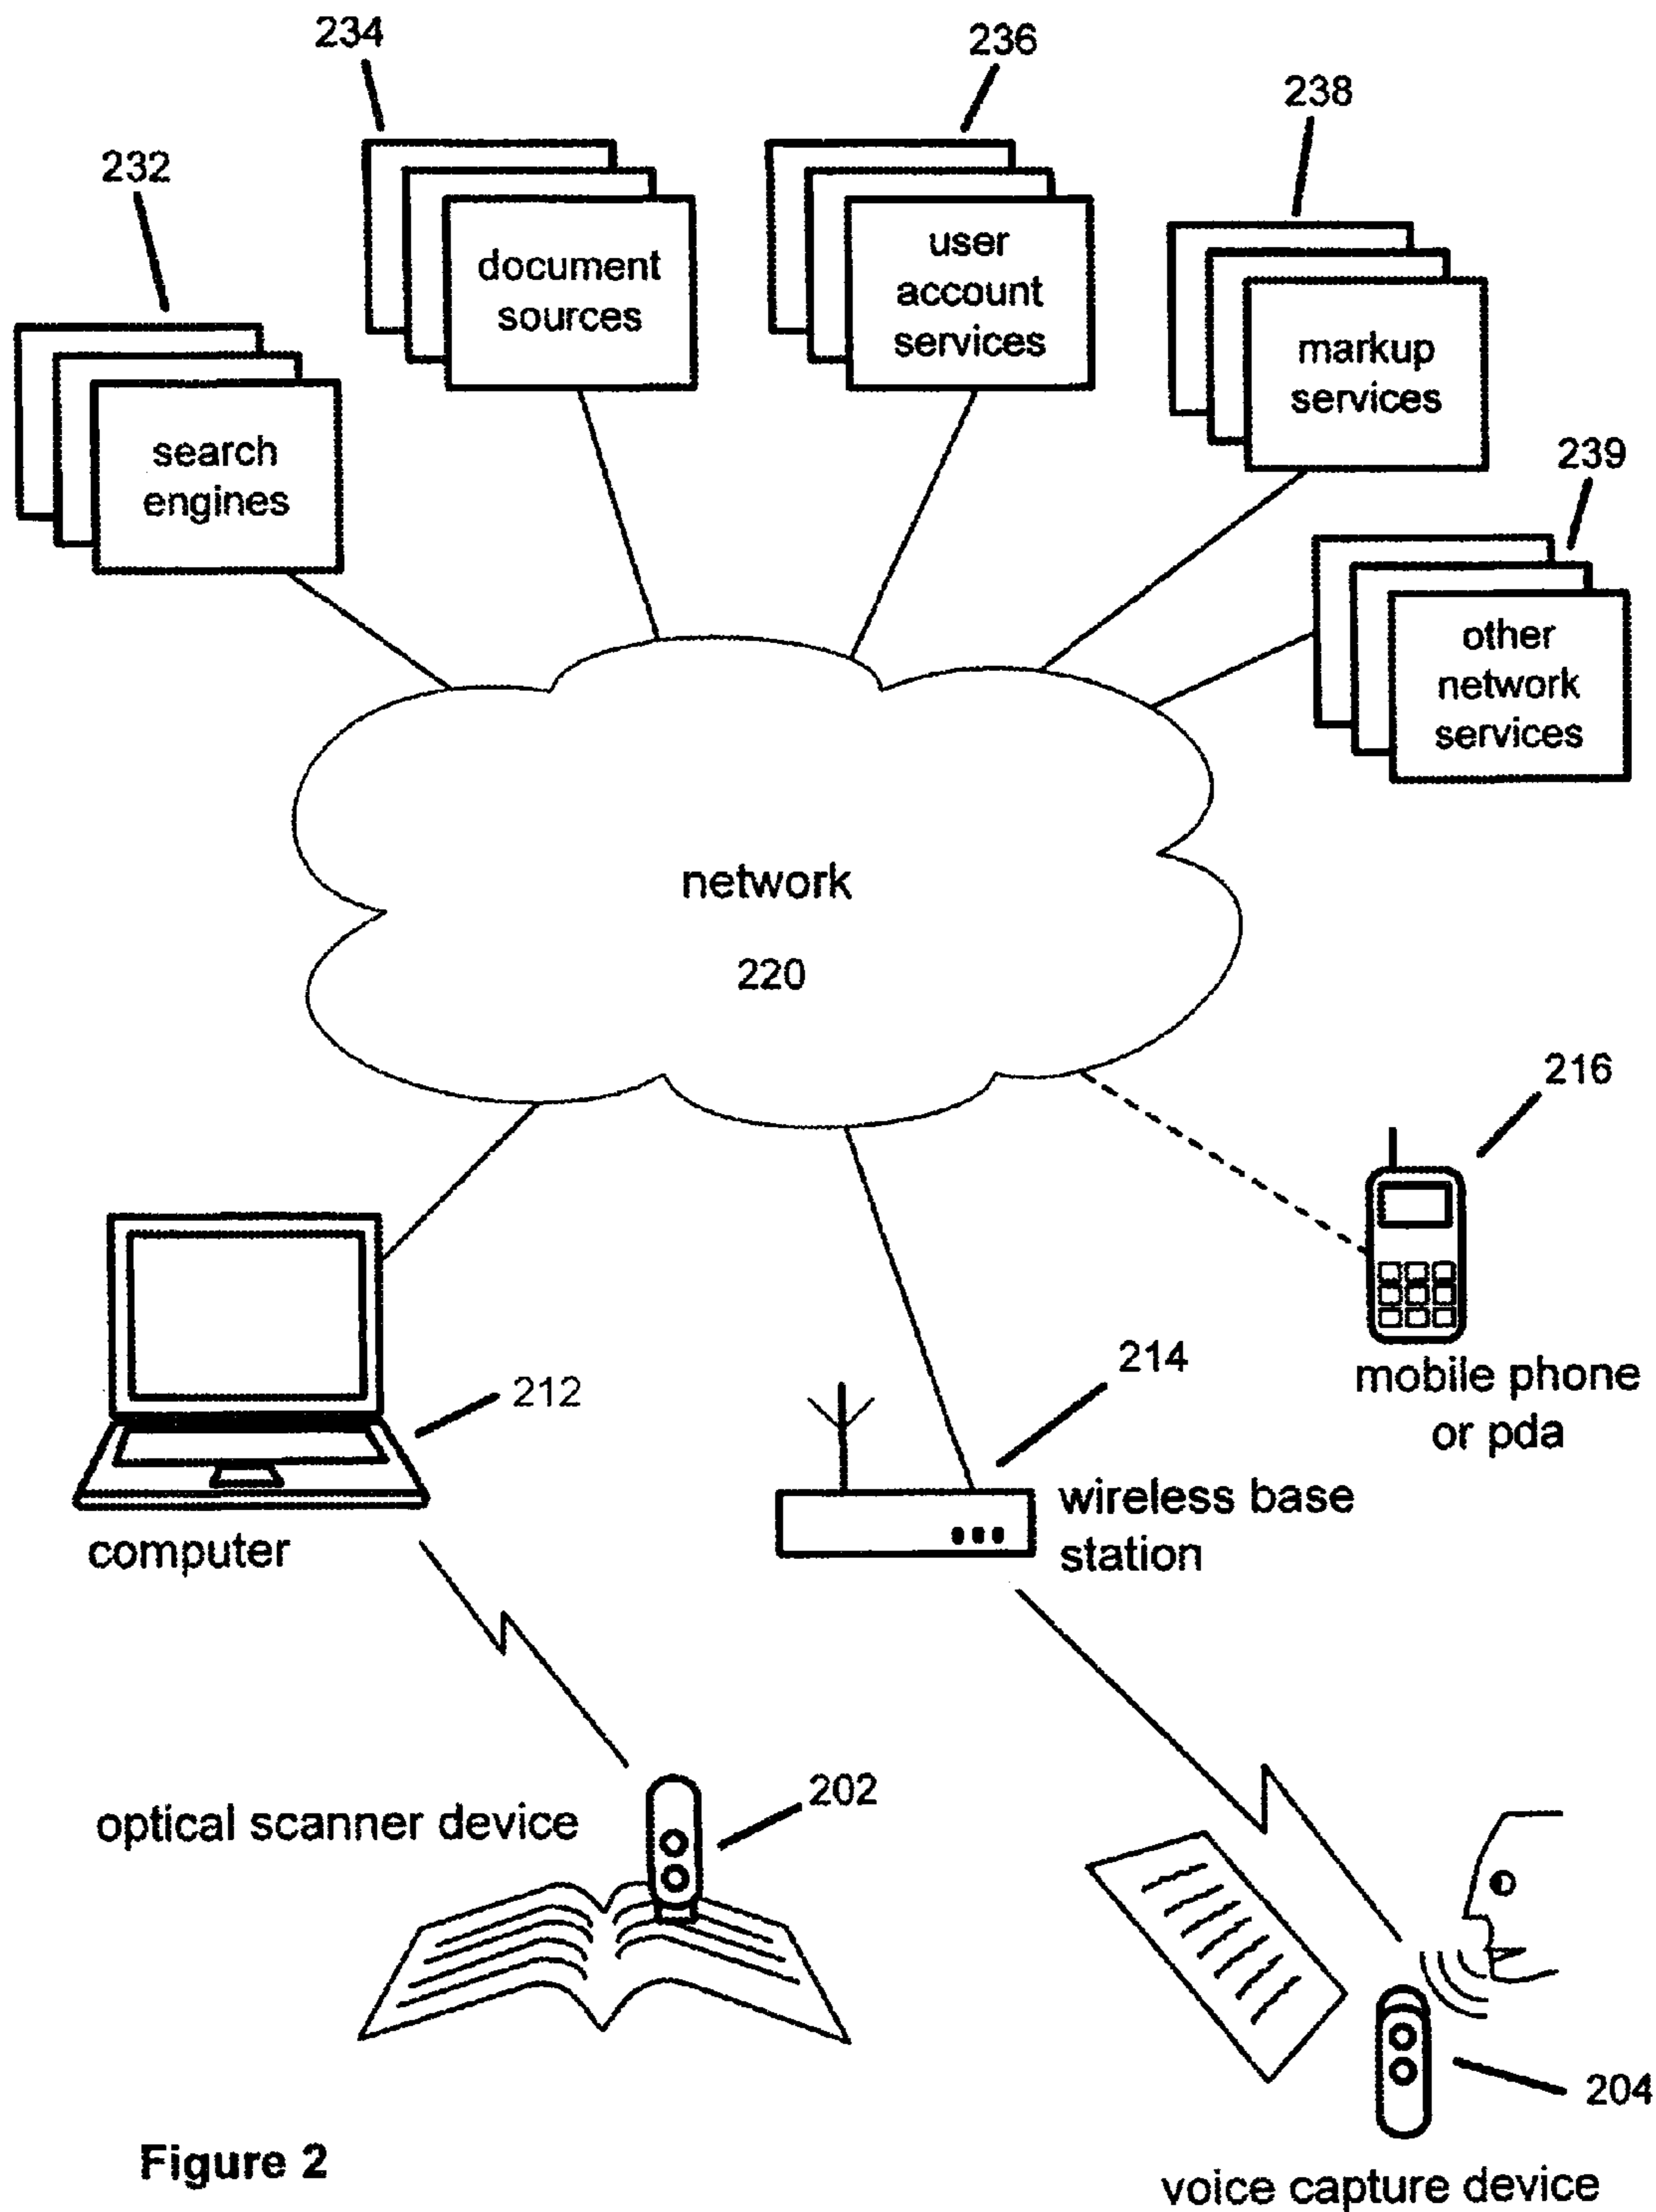 234
236
238
232
document
sources
user
account
services
markup
services
search
engines
239
other
network
services
network
220
216
mobile phone
or pda
214
212
wireless base
station
computer
202
optical scanner device
204
Figure 2
voice capture device